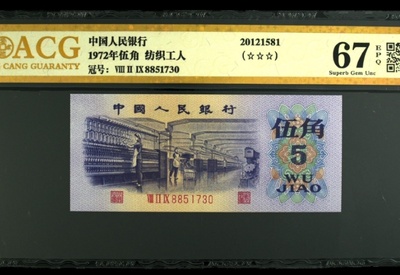 ACG
CANG GUARANTY
中国人民银行
1972年伍角 纺织工人
冠号: Ⅷ Ⅱ Ⅸ 8851730
20121581
(☆☆☆)
67 EPQ
Superb Gem Unc
中国人民银行
伍角
5
WU
JIAO
Ⅷ Ⅱ Ⅸ 8851730